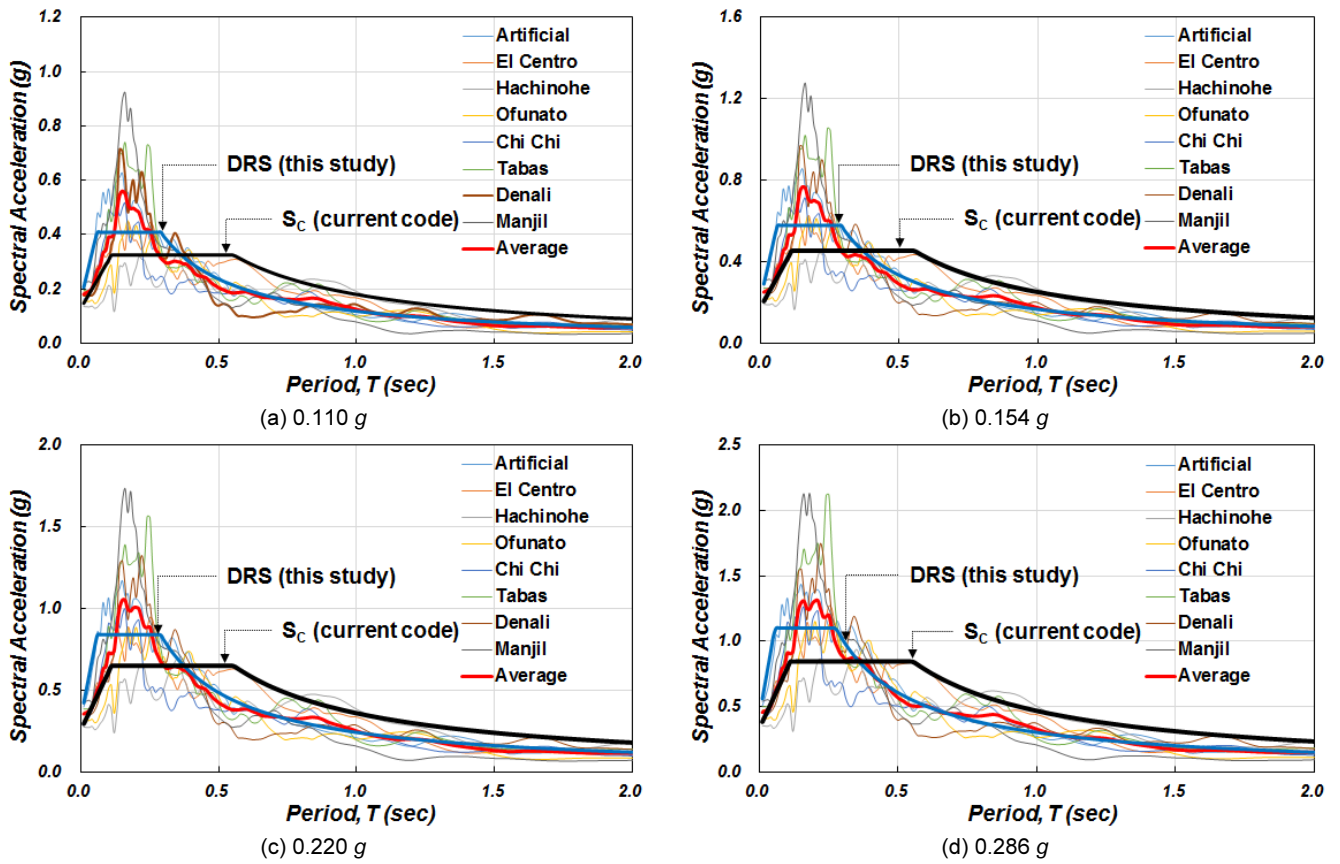 1.2
1.0
0.8
0.6
0.4
0.2
0.0
Spectral Acceleration (g)
Artificial
El Centro
Hachinohe
Ofunato
Chi Chi
Tabas
Denali
Manjil
Average
DRS (this study)
SC (current code)
0.0 0.5 1.0 1.5 2.0
Period, T (sec)
(a) 0.110 g
1.6
1.2
0.8
0.4
0.0
Spectral Acceleration (g)
Artificial
El Centro
Hachinohe
Ofunato
Chi Chi
Tabas
Denali
Manjil
Average
DRS (this study)
SC (current code)
0.0 0.5 1.0 1.5 2.0
Period, T (sec)
(b) 0.154 g
2.0
1.5
1.0
0.5
0.0
Spectral Acceleration (g)
Artificial
El Centro
Hachinohe
Ofunato
Chi Chi
Tabas
Denali
Manjil
Average
DRS (this study)
SC (current code)
0.0 0.5 1.0 1.5 2.0
Period, T (sec)
(c) 0.220 g
2.5
2.0
1.5
1.0
0.5
0.0
Spectral Acceleration (g)
Artificial
El Centro
Hachinohe
Ofunato
Chi Chi
Tabas
Denali
Manjil
Average
DRS (this study)
SC (current code)
0.0 0.5 1.0 1.5 2.0
Period, T (sec)
(d) 0.286 g